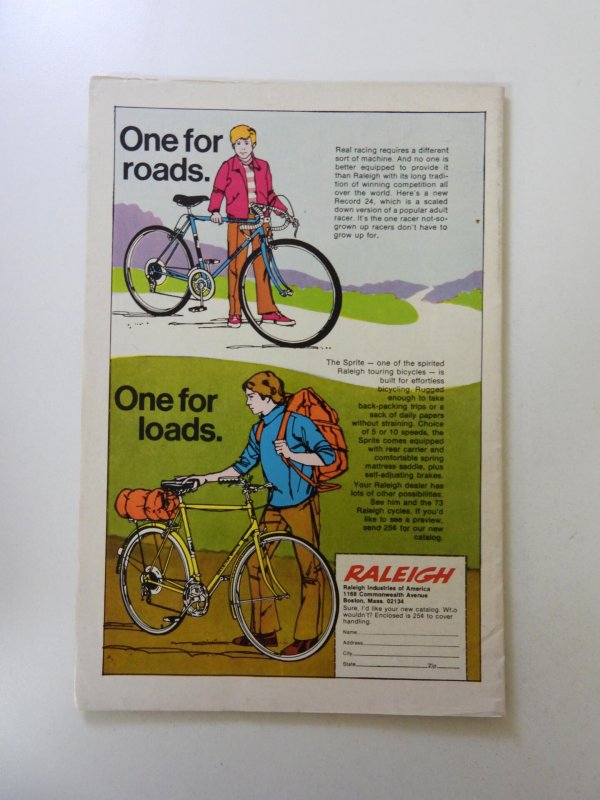 One for
roads.
Real racing requires a different
sort of machine. And no one is
better equipped to provide it
than Raleigh with its long tradi-
tion of winning competition all
over the world. Here's a new
Record 24, which is a scaled
down version of a popular adult
racer. It's the one racer not-so-
grown up racers don't have to
grow up for.
The Sprite — one of the spirited
Raleigh touring bicycles — is
built for effortless
bicycling. Rugged
enough to take
back-packing trips or a
sack of daily papers
without straining. Choice
of 5 or 10 speeds, the
Sprite comes equipped
with rear carrier and
comfortable spring
mattress saddle, plus
self-adjusting brakes.
Your Raleigh dealer has
lots of other possibilities.
See him and the 73
Raleigh cycles. If you'd
like to see a preview,
send 25¢ for our new
catalog.
One for
loads.
RALEIGH
Raleigh Industries of America
1168 Commonwealth Avenue
Boston, Mass. 02134
Sure, I'd like your new catalog. Who
wouldn't? Enclosed is 25¢ to cover
handling.
Name
Address
City
State Zip